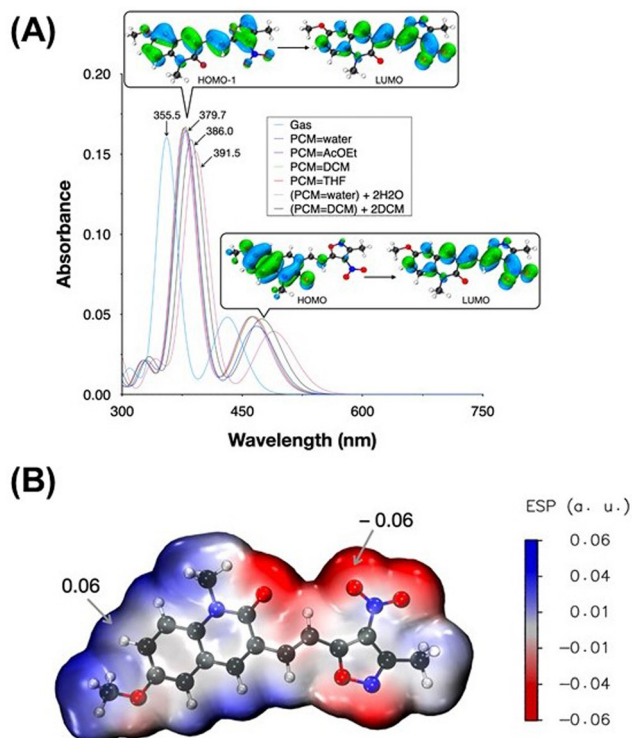 (A)
HOMO-1
LUMO
0.20
0.15
0.10
0.05
0.00
Absorbance
355.5
379.7
386.0
391.5
Gas
PCM=water
PCM=AcOEt
PCM=DCM
PCM=THF
(PCM=water) + 2H2O
(PCM=DCM) + 2DCM
HOMO
LUMO
300
450
600
750
Wavelength (nm)
(B)
0.06
− 0.06
ESP (a. u.)
0.06
0.04
0.01
−0.01
−0.04
−0.06